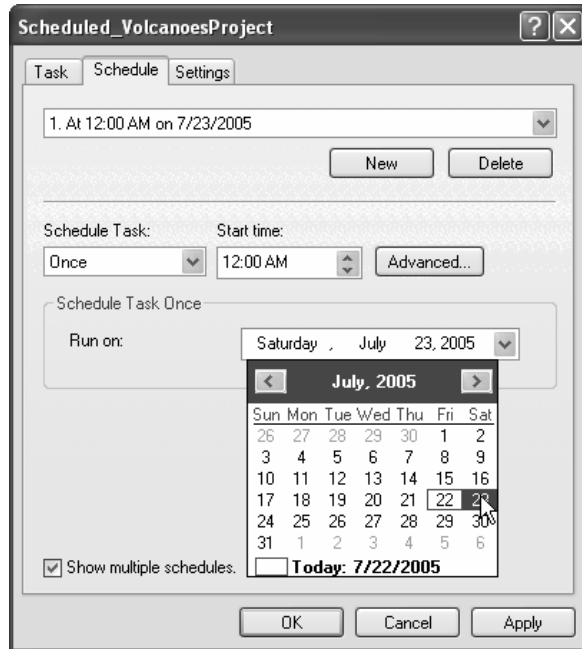 Scheduled_VolcanoesProject
Task Schedule Settings
1. At 12:00 AM on 7/23/2005
New Delete
Schedule Task: Start time:
Once 12:00 AM Advanced...
Schedule Task Once
Run on: Saturday , July 23, 2005
July, 2005
Sun Mon Tue Wed Thu Fri Sat
26 27 28 29 30 1 2
3 4 5 6 7 8 9
10 11 12 13 14 15 16
17 18 19 20 21 22 23
24 25 26 27 28 29 30
31 1 2 3 4 5 6
Show multiple schedules. Today: 7/22/2005
OK Cancel Apply